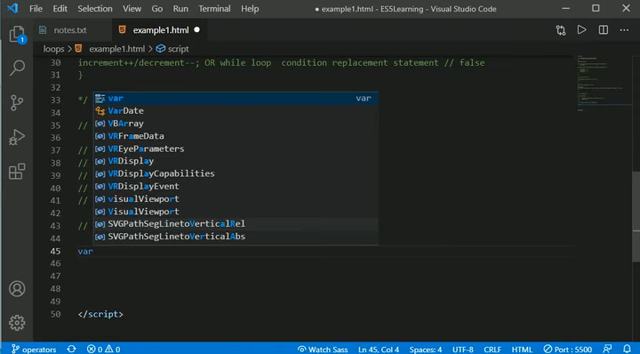 File Edit Selection View Go Run Terminal Help ● example1.html - ES5Learning - Visual Studio Code
notes.txt example1.html ●
loops > example1.html > script
30 increment++/decrement--; OR while loop condition replacement statement // false
31 }
32
33 */
34 var var
35 // VarDate
36 VBArray
37 // VRFrameData
38 // VREyeParameters
39 // VRDisplay
40 // VRDisplayCapabilities
41 // VRDisplayEvent
42 visualViewport
VisualViewport
43 // SVGPathSegLinetoVerticalRel
44 SVGPathSegLinetoVerticalAbs
45 var
46
47
48
49
50 </script>
51
operators 0 0 Watch Sass Ln 45, Col 4 Spaces: 4 UTF-8 CRLF HTML Port : 5500